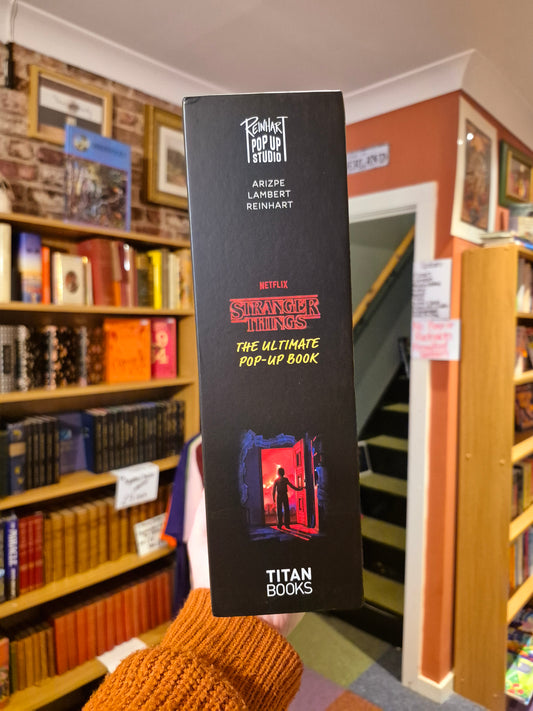 REINHART
POP UP
STUDIO
ARIZPE
LAMBERT
REINHART
NETFLIX
STRANGER
THINGS
THE ULTIMATE
POP-UP BOOK
TITAN
BOOKS